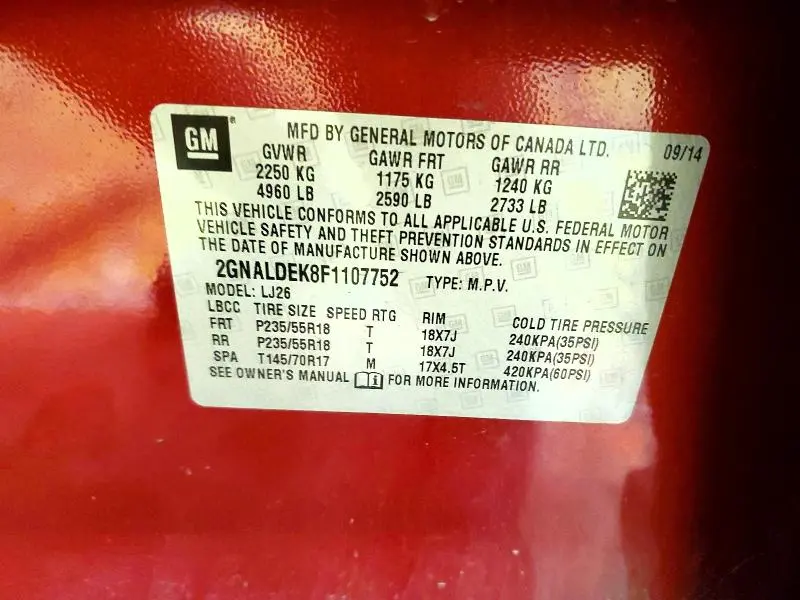 GM ®
MFD BY GENERAL MOTORS OF CANADA LTD. 09/14
GVWR GAWR FRT GAWR RR
2250 KG 1175 KG 1240 KG
4960 LB 2590 LB 2733 LB
THIS VEHICLE CONFORMS TO ALL APPLICABLE U.S. FEDERAL MOTOR
VEHICLE SAFETY AND THEFT PREVENTION STANDARDS IN EFFECT ON
THE DATE OF MANUFACTURE SHOWN ABOVE.
2GNALDEK8F1107752 TYPE: M.P.V.
MODEL: LJ26
LBCC TIRE SIZE SPEED RTG RIM COLD TIRE PRESSURE
FRT P235/55R18 T 18X7J 240KPA(35PSI)
RR P235/55R18 T 18X7J 240KPA(35PSI)
SPA T145/70R17 M 17X4.5T 420KPA(60PSI)
SEE OWNER'S MANUAL FOR MORE INFORMATION.